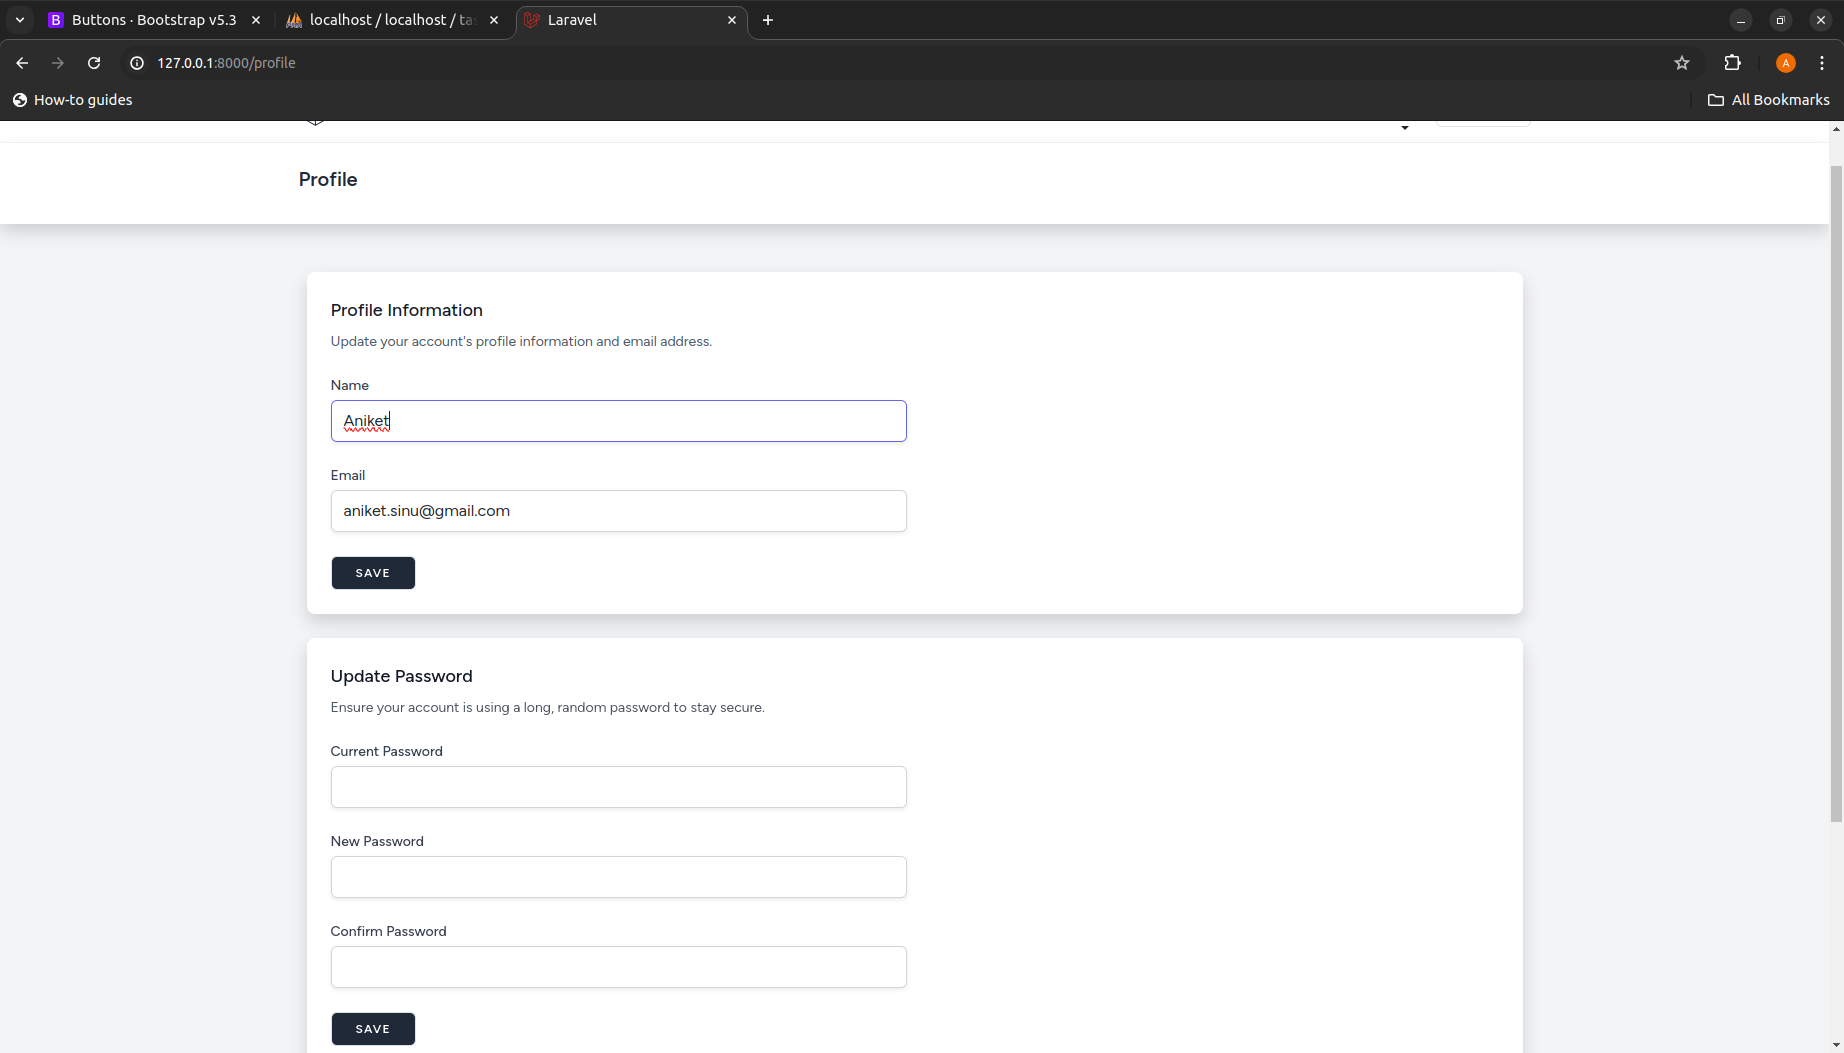 Buttons · Bootstrap v5.3
localhost / localhost / tas
Laravel
127.0.0.1:8000/profile
A
How-to guides
All Bookmarks
Profile
Profile Information
Update your account's profile information and email address.
Name
Aniket
Email
aniket.sinu@gmail.com
SAVE
Update Password
Ensure your account is using a long, random password to stay secure.
Current Password
New Password
Confirm Password
SAVE